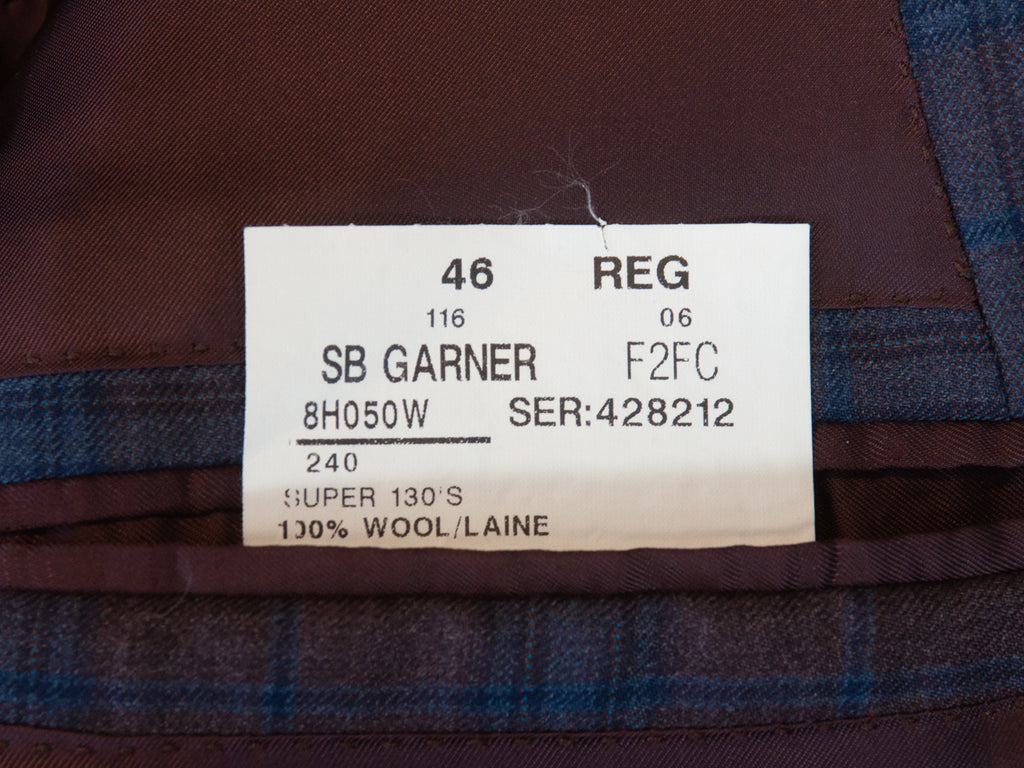 46 REG
116 06
SB GARNER F2FC
8H050W SER:428212
240
SUPER 130'S
100% WOOL/LAINE